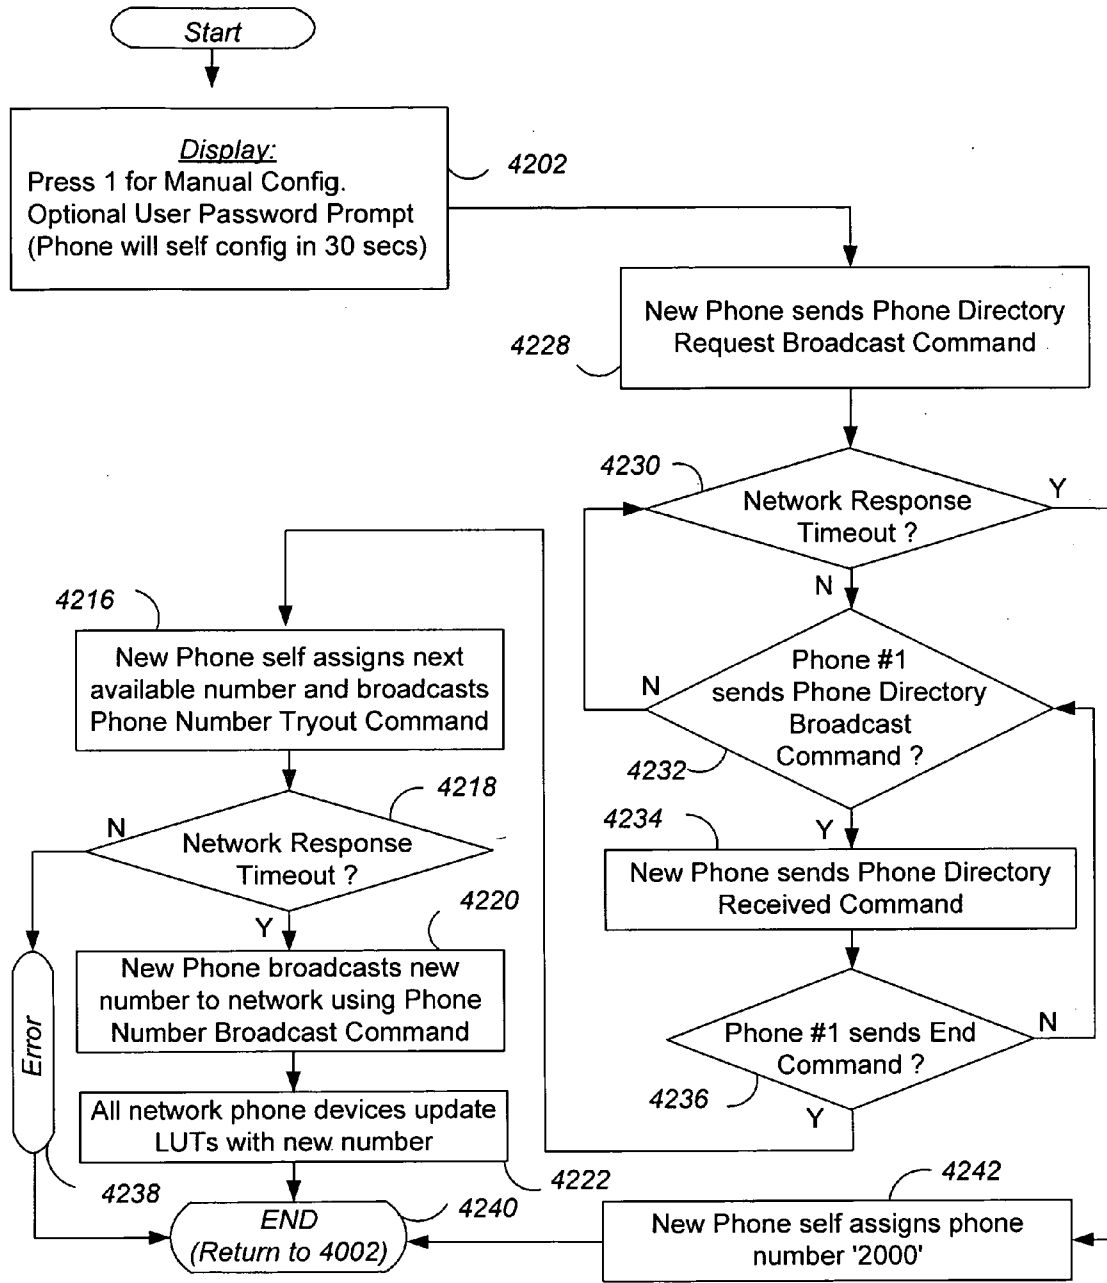 Start
Display:
Press 1 for Manual Config.
Optional User Password Prompt
(Phone will self config in 30 secs)
4202
New Phone sends Phone Directory
Request Broadcast Command
4228
4230
Network Response
Timeout ?
Y
N
Phone #1
sends Phone Directory
Broadcast
Command ?
N
4232
Y
4234
New Phone sends Phone Directory
Received Command
Phone #1 sends End
Command ?
N
4236
Y
4216
New Phone self assigns next
available number and broadcasts
Phone Number Tryout Command
4218
N
Network Response
Timeout ?
Y
4220
New Phone broadcasts new
number to network using Phone
Number Broadcast Command
Error
All network phone devices update
LUTs with new number
4238
4222
END
(Return to 4002)
4240
4242
New Phone self assigns phone
number '2000'